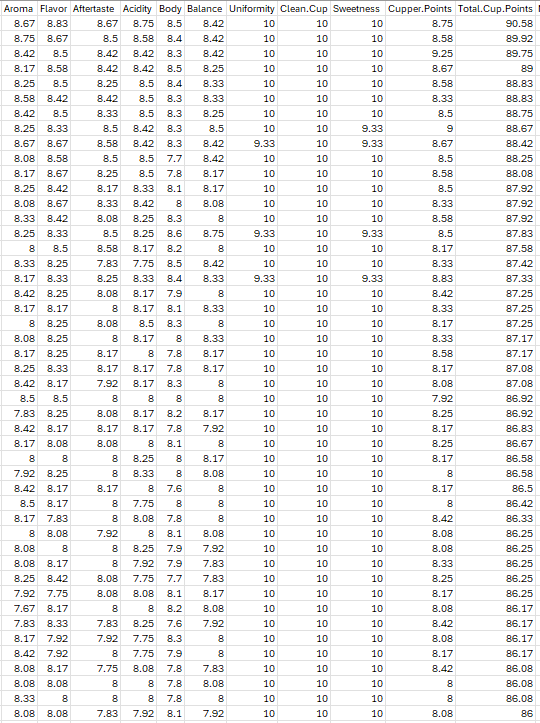 Aroma Flavor Aftertaste Acidity Body Balance Uniformity Clean.Cup Sweetness Cupper.Points Total.Cup.Points
8.67 8.83 8.67 8.75 8.5 8.42 10 10 10 8.75 90.58
8.75 8.67 8.5 8.58 8.4 8.42 10 10 10 8.58 89.92
8.42 8.5 8.42 8.42 8.3 8.42 10 10 10 9.25 89.75
8.17 8.58 8.42 8.42 8.5 8.25 10 10 10 8.67 89
8.25 8.5 8.25 8.5 8.4 8.33 10 10 10 8.58 88.83
8.58 8.42 8.42 8.5 8.3 8.33 10 10 10 8.33 88.83
8.42 8.5 8.33 8.5 8.3 8.25 10 10 10 8.5 88.75
8.25 8.33 8.5 8.42 8.3 8.5 10 10 9.33 9 88.67
8.67 8.67 8.58 8.42 8.3 8.42 9.33 10 9.33 8.67 88.42
8.08 8.58 8.5 8.5 7.7 8.42 10 10 10 8.5 88.25
8.17 8.67 8.25 8.5 7.8 8.17 10 10 10 8.58 88.08
8.25 8.42 8.17 8.33 8.1 8.17 10 10 10 8.5 87.92
8.08 8.67 8.33 8.42 8 8.08 10 10 10 8.33 87.92
8.33 8.42 8.08 8.25 8.3 8 10 10 10 8.58 87.92
8.25 8.33 8.5 8.25 8.6 8.75 9.33 10 9.33 8.5 87.83
8 8.5 8.58 8.17 8.2 8 10 10 10 8.17 87.58
8.33 8.25 7.83 7.75 8.5 8.42 10 10 10 8.33 87.42
8.17 8.33 8.25 8.33 8.4 8.33 9.33 10 9.33 8.83 87.33
8.42 8.25 8.08 8.17 7.9 8 10 10 10 8.42 87.25
8.17 8.17 8 8.17 8.1 8.33 10 10 10 8.33 87.25
8 8.25 8.08 8.5 8.3 8 10 10 10 8.17 87.25
8.08 8.25 8 8.17 8 8.33 10 10 10 8.33 87.17
8.17 8.25 8.17 8 7.8 8.17 10 10 10 8.58 87.17
8.25 8.33 8.17 8.17 7.8 8.17 10 10 10 8.17 87.08
8.42 8.17 7.92 8.17 8.3 8 10 10 10 8.08 87.08
8.5 8.5 8 8 8 8 10 10 10 7.92 86.92
7.83 8.25 8.08 8.17 8.2 8.17 10 10 10 8.25 86.92
8.42 8.17 8.17 8.17 7.8 7.92 10 10 10 8.17 86.83
8.17 8.08 8.08 8 8.1 8 10 10 10 8.25 86.67
8 8 8 8.25 8 8.17 10 10 10 8.17 86.58
7.92 8.25 8 8.33 8 8.08 10 10 10 8 86.58
8.42 8.17 8.17 8 7.6 8 10 10 10 8.17 86.5
8.5 8.17 8 7.75 8 8 10 10 10 8 86.42
8.17 7.83 8 8.08 7.8 8 10 10 10 8.42 86.33
8 8.08 7.92 8 8.1 8.08 10 10 10 8.08 86.25
8.08 8 8 8.25 7.9 7.92 10 10 10 8.08 86.25
8.08 8.17 8 7.92 7.9 7.83 10 10 10 8.33 86.25
8.25 8.42 8.08 7.75 7.7 7.83 10 10 10 8.25 86.25
7.92 7.75 8.08 8.08 8.1 8.17 10 10 10 8.17 86.25
7.67 8.17 8 8 8.2 8.08 10 10 10 8.08 86.17
7.83 8.33 7.83 8.25 7.6 7.92 10 10 10 8.42 86.17
8.17 7.92 7.92 7.75 8.3 8 10 10 10 8.08 86.17
8.42 7.92 8 7.75 7.9 8 10 10 10 8.17 86.17
8.08 8.17 7.75 8.08 7.8 7.83 10 10 10 8.42 86.08
8.08 8.08 8 8 7.8 8.08 10 10 10 8 86.08
8.33 8 8 8 7.8 8 10 10 10 8 86.08
8.08 8.08 7.83 7.92 8.1 7.92 10 10 10 8.08 86